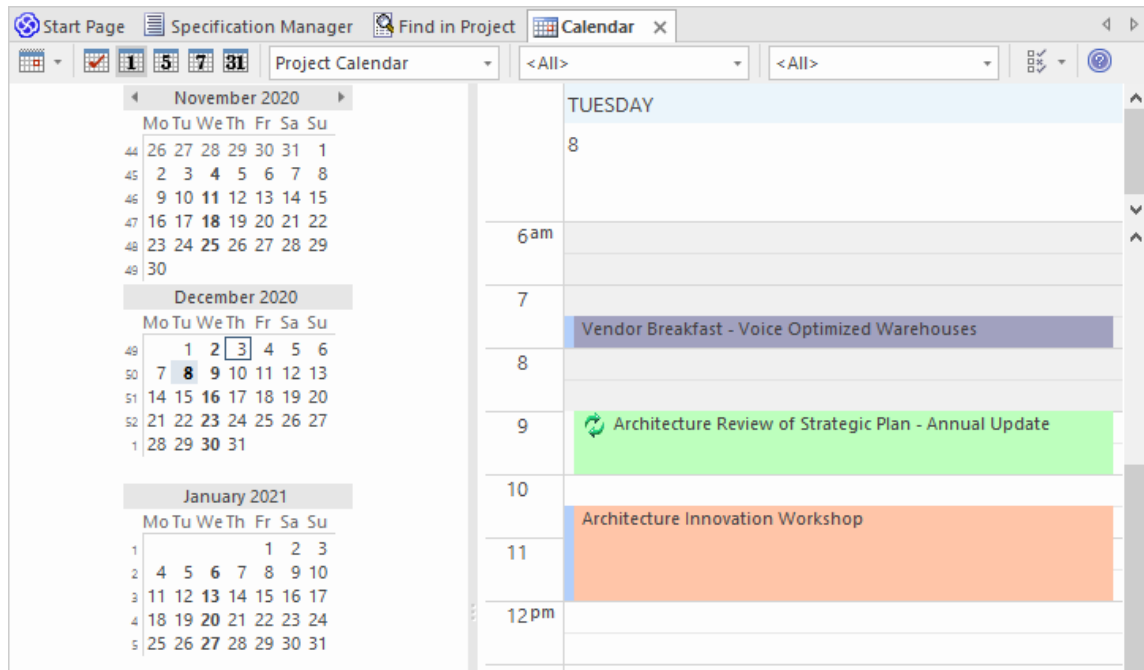 Start Page Specification Manager Find in Project Calendar
1 5 7 31 Project Calendar <All> <All>
November 2020
Mo Tu We Th Fr Sa Su
44 26 27 28 29 30 31 1
45 2 3 4 5 6 7 8
46 9 10 11 12 13 14 15
47 16 17 18 19 20 21 22
48 23 24 25 26 27 28 29
49 30
December 2020
Mo Tu We Th Fr Sa Su
49 1 2 3 4 5 6
50 7 8 9 10 11 12 13
51 14 15 16 17 18 19 20
52 21 22 23 24 25 26 27
1 28 29 30 31
January 2021
Mo Tu We Th Fr Sa Su
1 1 2 3
2 4 5 6 7 8 9 10
3 11 12 13 14 15 16 17
4 18 19 20 21 22 23 24
5 25 26 27 28 29 30 31
TUESDAY
8
6 am
7
Vendor Breakfast - Voice Optimized Warehouses
8
9 Architecture Review of Strategic Plan - Annual Update
10
Architecture Innovation Workshop
11
12 pm